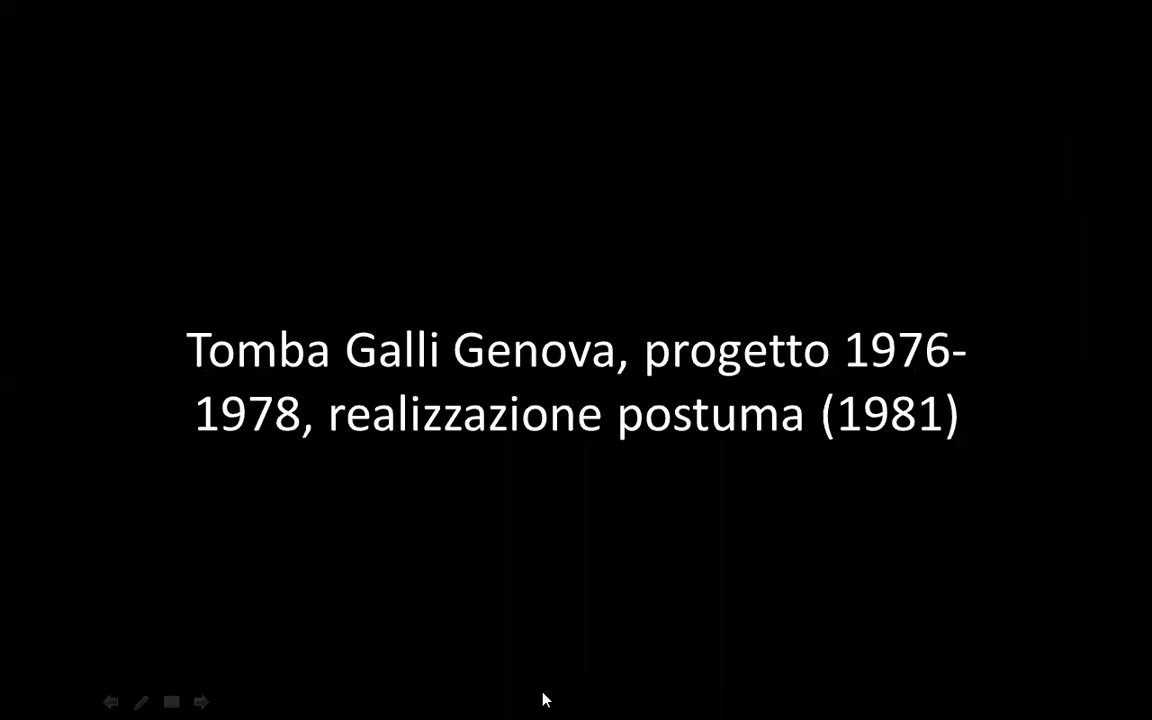 Tomba Galli Genova, progetto 1976-
1978, realizzazione postuma (1981)